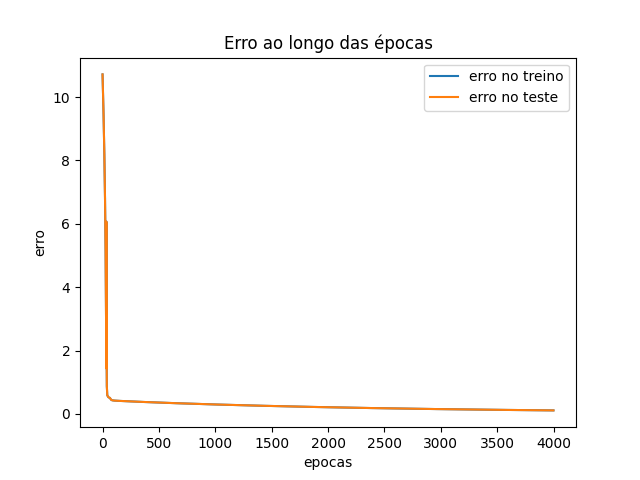 Erro ao longo das épocas
erro no treino
erro no teste
erro
10
8
6
4
2
0
0 500 1000 1500 2000 2500 3000 3500 4000
epocas